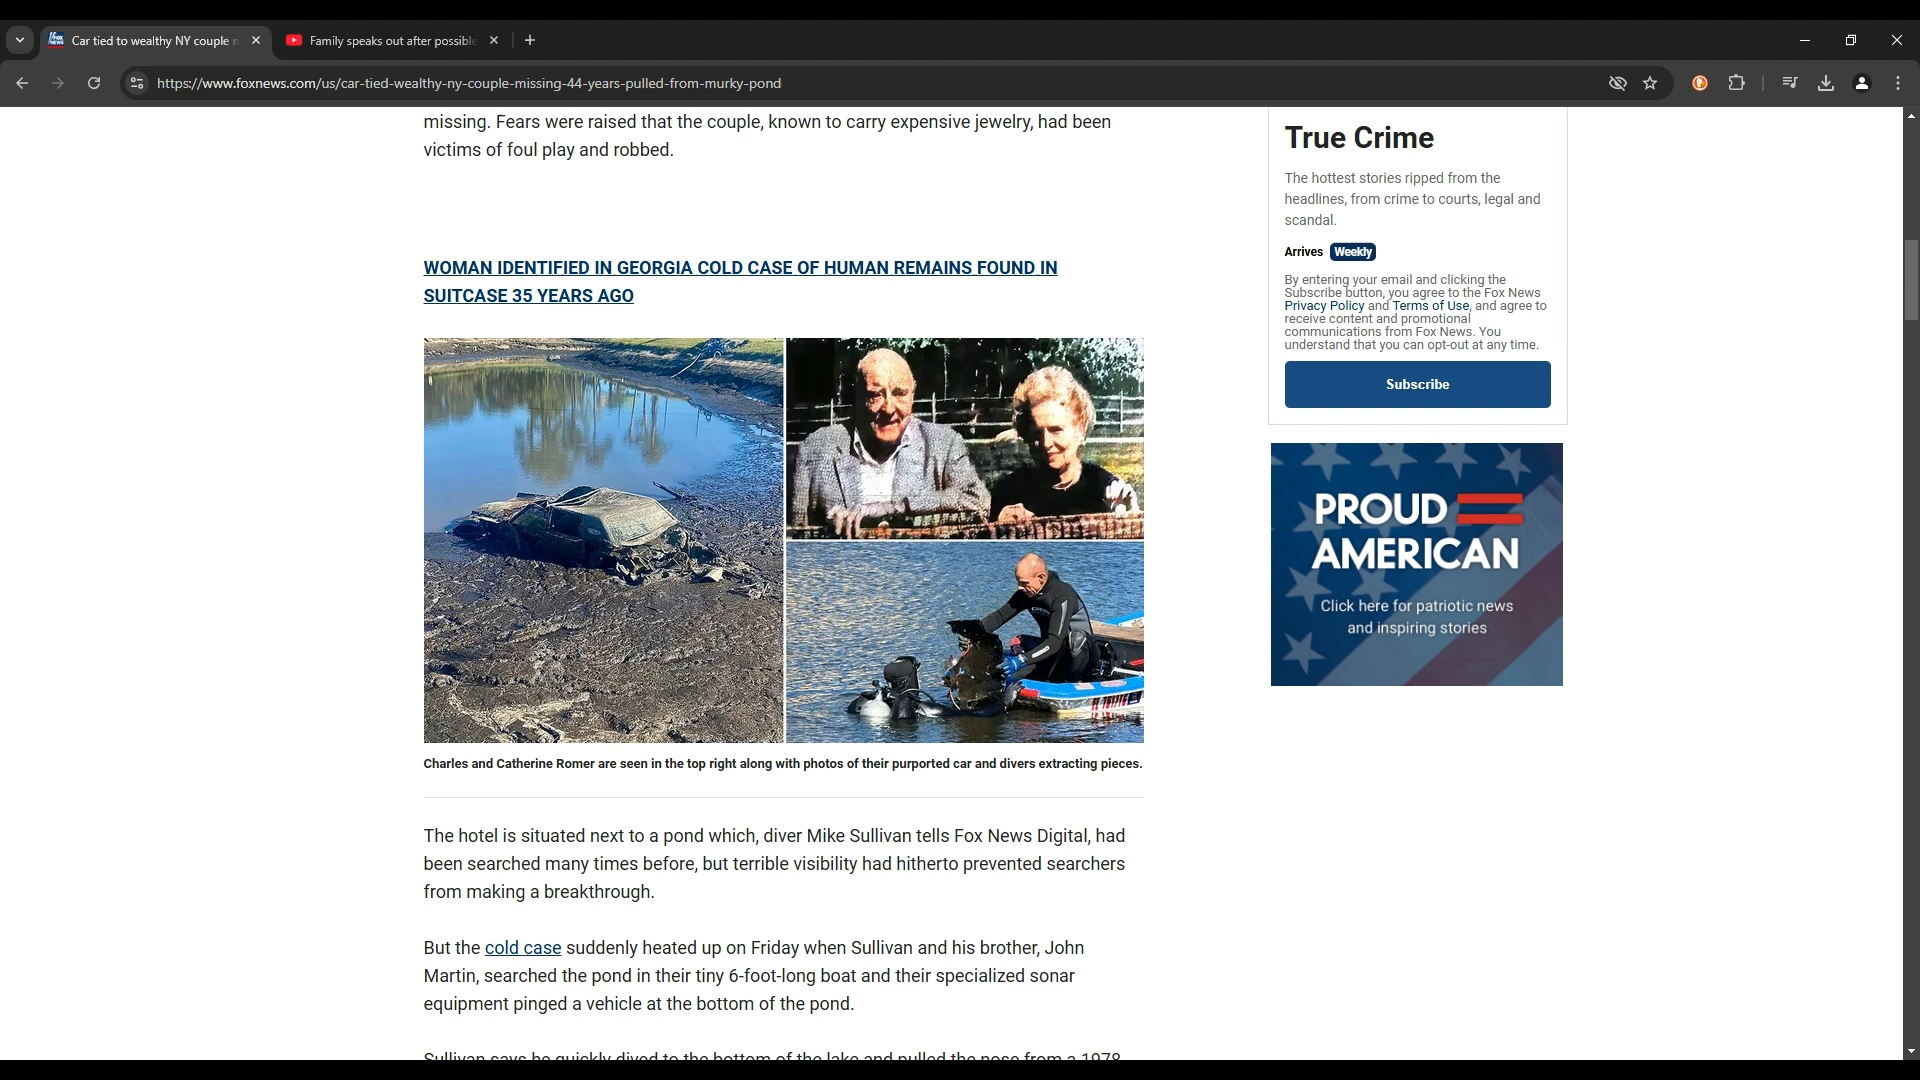 Car tied to wealthy NY couple
Family speaks out after possible
https://www.foxnews.com/us/car-tied-wealthy-ny-couple-missing-44-years-pulled-from-murky-pond
missing. Fears were raised that the couple, known to carry expensive jewelry, had been
victims of foul play and robbed.
WOMAN IDENTIFIED IN GEORGIA COLD CASE OF HUMAN REMAINS FOUND IN
SUITCASE 35 YEARS AGO
Charles and Catherine Romer are seen in the top right along with photos of their purported car and divers extracting pieces.
The hotel is situated next to a pond which, diver Mike Sullivan tells Fox News Digital, had
been searched many times before, but terrible visibility had hitherto prevented searchers
from making a breakthrough.
But the cold case suddenly heated up on Friday when Sullivan and his brother, John
Martin, searched the pond in their tiny 6-foot-long boat and their specialized sonar
equipment pinged a vehicle at the bottom of the pond.
Sullivan says he quickly dived to the bottom of the lake and pulled the nose from a 1978
True Crime
The hottest stories ripped from the
headlines, from crime to courts, legal and
scandal.
Arrives Weekly
By entering your email and clicking the
Subscribe button, you agree to the Fox News
Privacy Policy and Terms of Use, and agree to
receive content and promotional
communications from Fox News. You
understand that you can opt-out at any time.
Subscribe
PROUD
AMERICAN
Click here for patriotic news
and inspiring stories